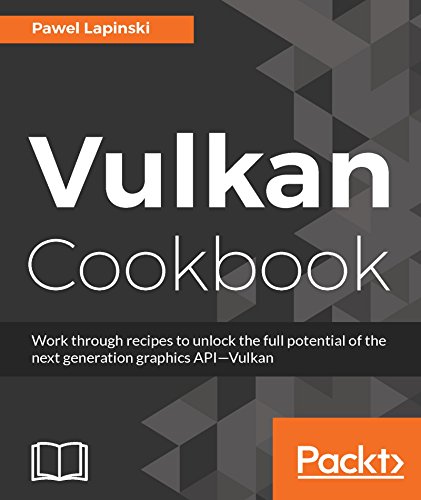 Pawel Lapinski
Vulkan
Cookbook
Work through recipes to unlock the full potential of the
next generation graphics API—Vulkan
Packt>